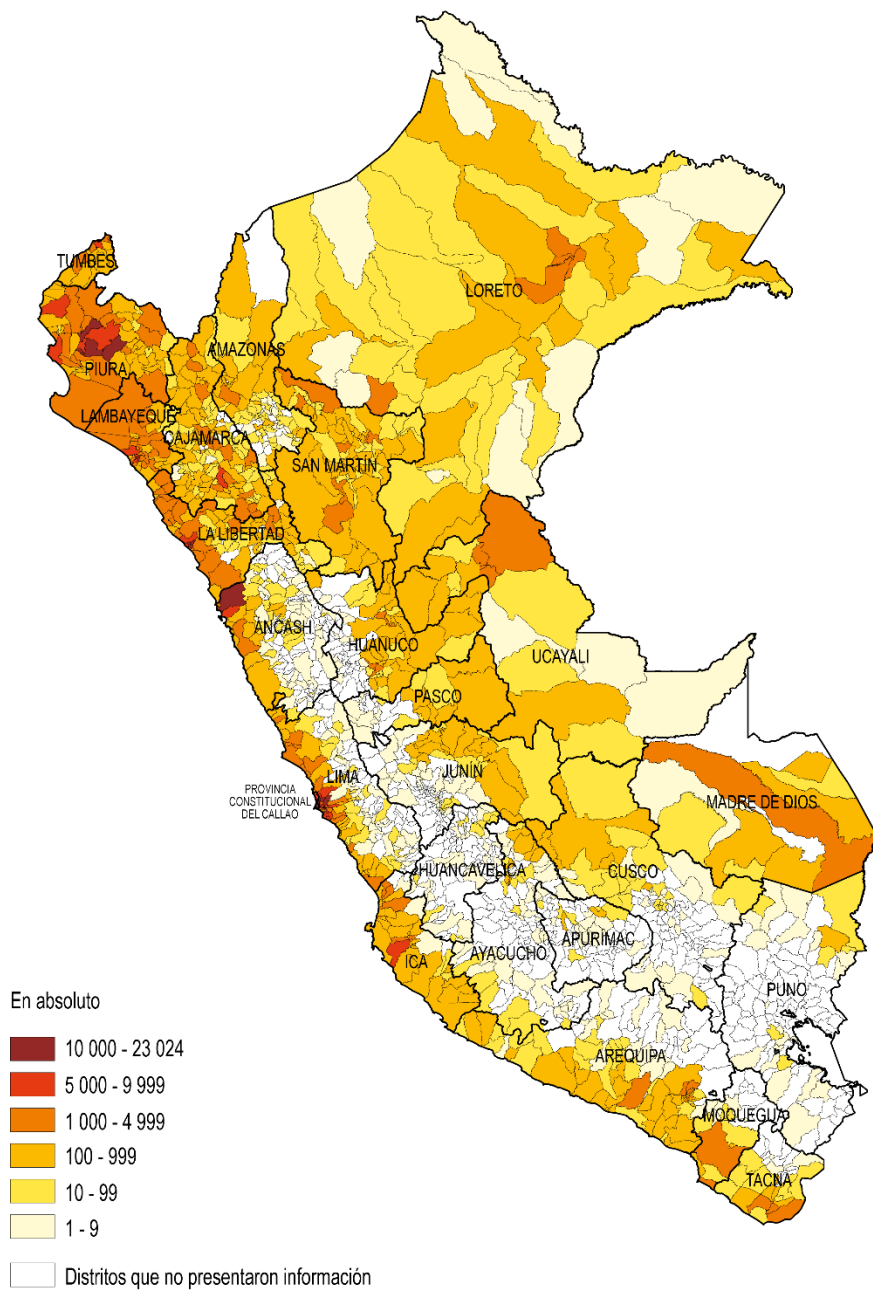 TUMBES
LORETO
AMAZONAS
PIURA
LAMBAYEQUE
CAJAMARCA
SAN MARTÍN
LA LIBERTAD
ANCASH
HUANUCO
UCAYALI
PASCO
LIMA
JUNÍN
PROVINCIA
CONSTITUCIONAL
DEL CALLAO
MADRE DE DIOS
HUANCAVELICA
CUSCO
AYACUCHO
APURÍMAC
ICA
PUNO
AREQUIPA
MOQUEGUA
TACNA
En absoluto
10 000 - 23 024
5 000 - 9 999
1 000 - 4 999
100 - 999
10 - 99
1 - 9
Distritos que no presentaron información